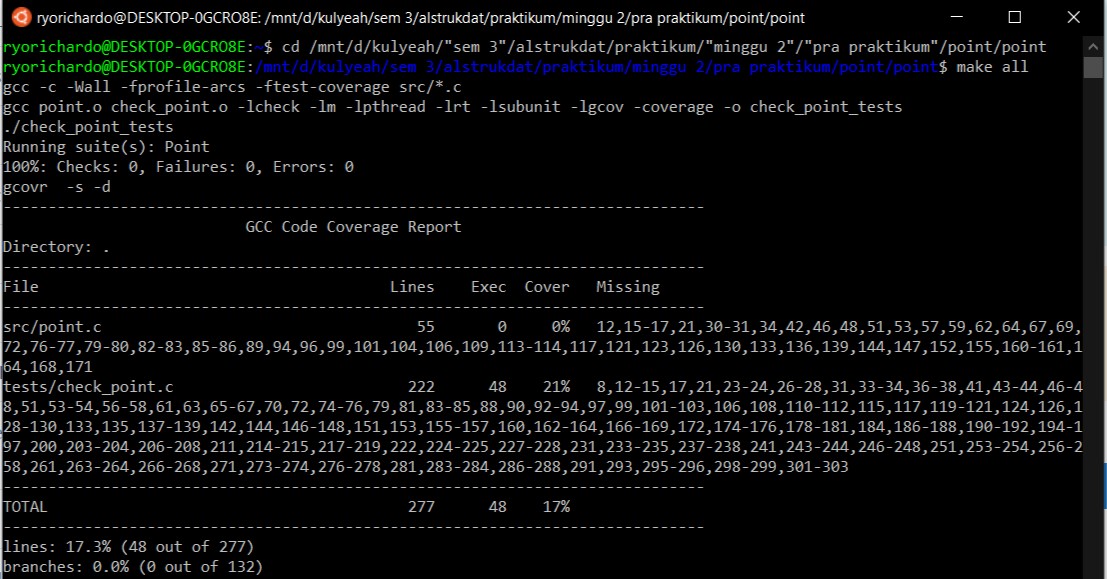 ryorichardo@DESKTOP-0GCRO8E: /mnt/d/kulyeah/sem 3/alstrukdat/praktikum/minggu 2/pra praktikum/point/point
ryorichardo@DESKTOP-0GCRO8E:~$ cd /mnt/d/kulyeah/"sem 3"/alstrukdat/praktikum/"minggu 2"/"pra praktikum"/point/point
ryorichardo@DESKTOP-0GCRO8E:/mnt/d/kulyeah/sem 3/alstrukdat/praktikum/minggu 2/pra praktikum/point/point$ make all
gcc -c -Wall -fprofile-arcs -ftest-coverage src/*.c
gcc point.o check_point.o -lcheck -lm -lpthread -lrt -lsubunit -lgcov -coverage -o check_point_tests
./check_point_tests
Running suite(s): Point
100%: Checks: 0, Failures: 0, Errors: 0
gcovr  -s -d
------------------------------------------------------------------------------
                           GCC Code Coverage Report
Directory: .
------------------------------------------------------------------------------
File                                       Lines    Exec  Cover   Missing
------------------------------------------------------------------------------
src/point.c                                   55       0     0%   12,15-17,21,30-31,34,42,46,48,51,53,57,59,62,64,67,69,
72,76-77,79-80,82-83,85-86,89,94,96,99,101,104,106,109,113-114,117,121,123,126,130,133,136,139,144,147,152,155,160-161,1
64,168,171
tests/check_point.c                          222      48    21%   8,12-15,17,21,23-24,26-28,31,33-34,36-38,41,43-44,46-4
8,51,53-54,56-58,61,63,65-67,70,72,74-76,79,81,83-85,88,90,92-94,97,99,101-103,106,108,110-112,115,117,119-121,124,126,1
28-130,133,135,137-139,142,144,146-148,151,153,155-157,160,162-164,166-169,172,174-176,178-181,184,186-188,190-192,194-1
97,200,203-204,206-208,211,214-215,217-219,222,224-225,227-228,231,233-235,237-238,241,243-244,246-248,251,253-254,256-2
58,261,263-264,266-268,271,273-274,276-278,281,283-284,286-288,291,293,295-296,298-299,301-303
------------------------------------------------------------------------------
TOTAL                                        277      48    17%
------------------------------------------------------------------------------
lines: 17.3% (48 out of 277)
branches: 0.0% (0 out of 132)